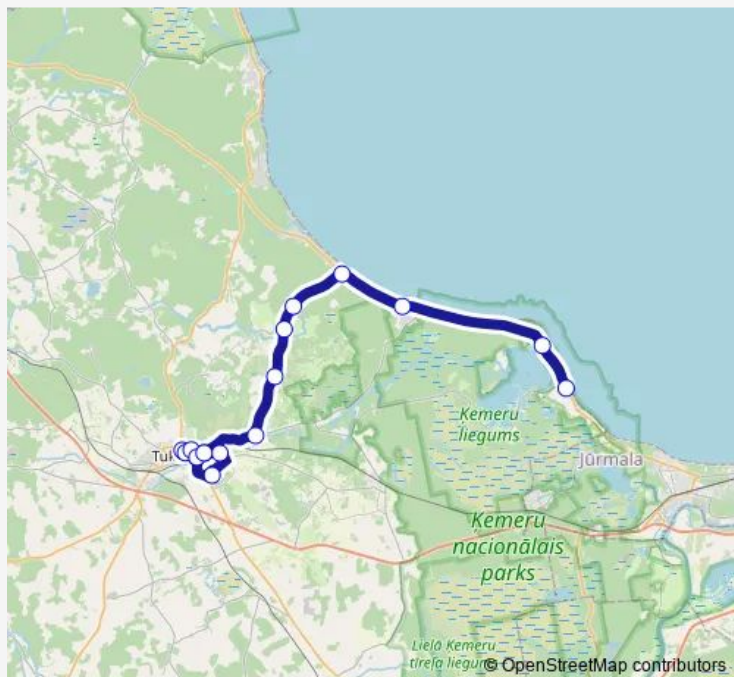 Ķemeru
liegums
Tuk
Jūrmala
Ķemeru
nacionālais
parks
Lielā Ķemeru
tīreļa liegum
© OpenStreetMap contributors